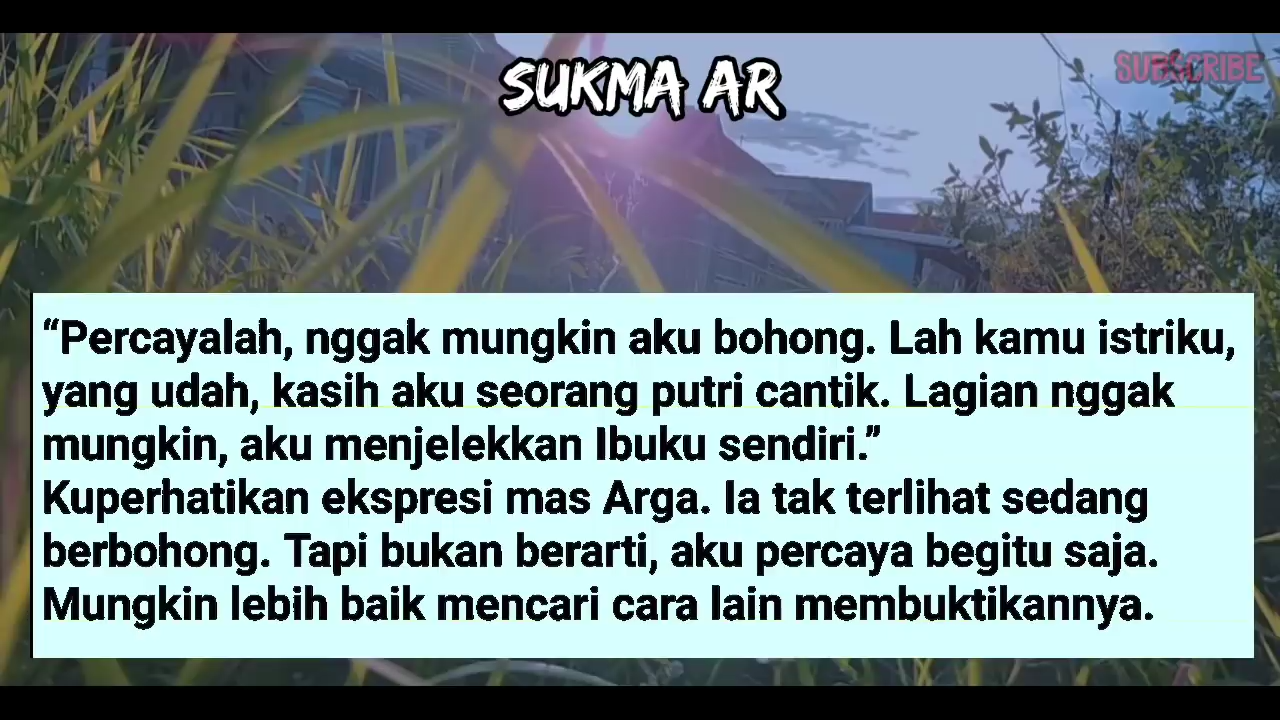 SUKMA AR
SUBSCRIBE
“Percayalah, nggak mungkin aku bohong. Lah kamu istriku,
yang udah, kasih aku seorang putri cantik. Lagian nggak
mungkin, aku menjelekkan Ibuku sendiri.”
Kuperhatikan ekspresi mas Arga. Ia tak terlihat sedang
berbohong. Tapi bukan berarti, aku percaya begitu saja.
Mungkin lebih baik mencari cara lain membuktikannya.